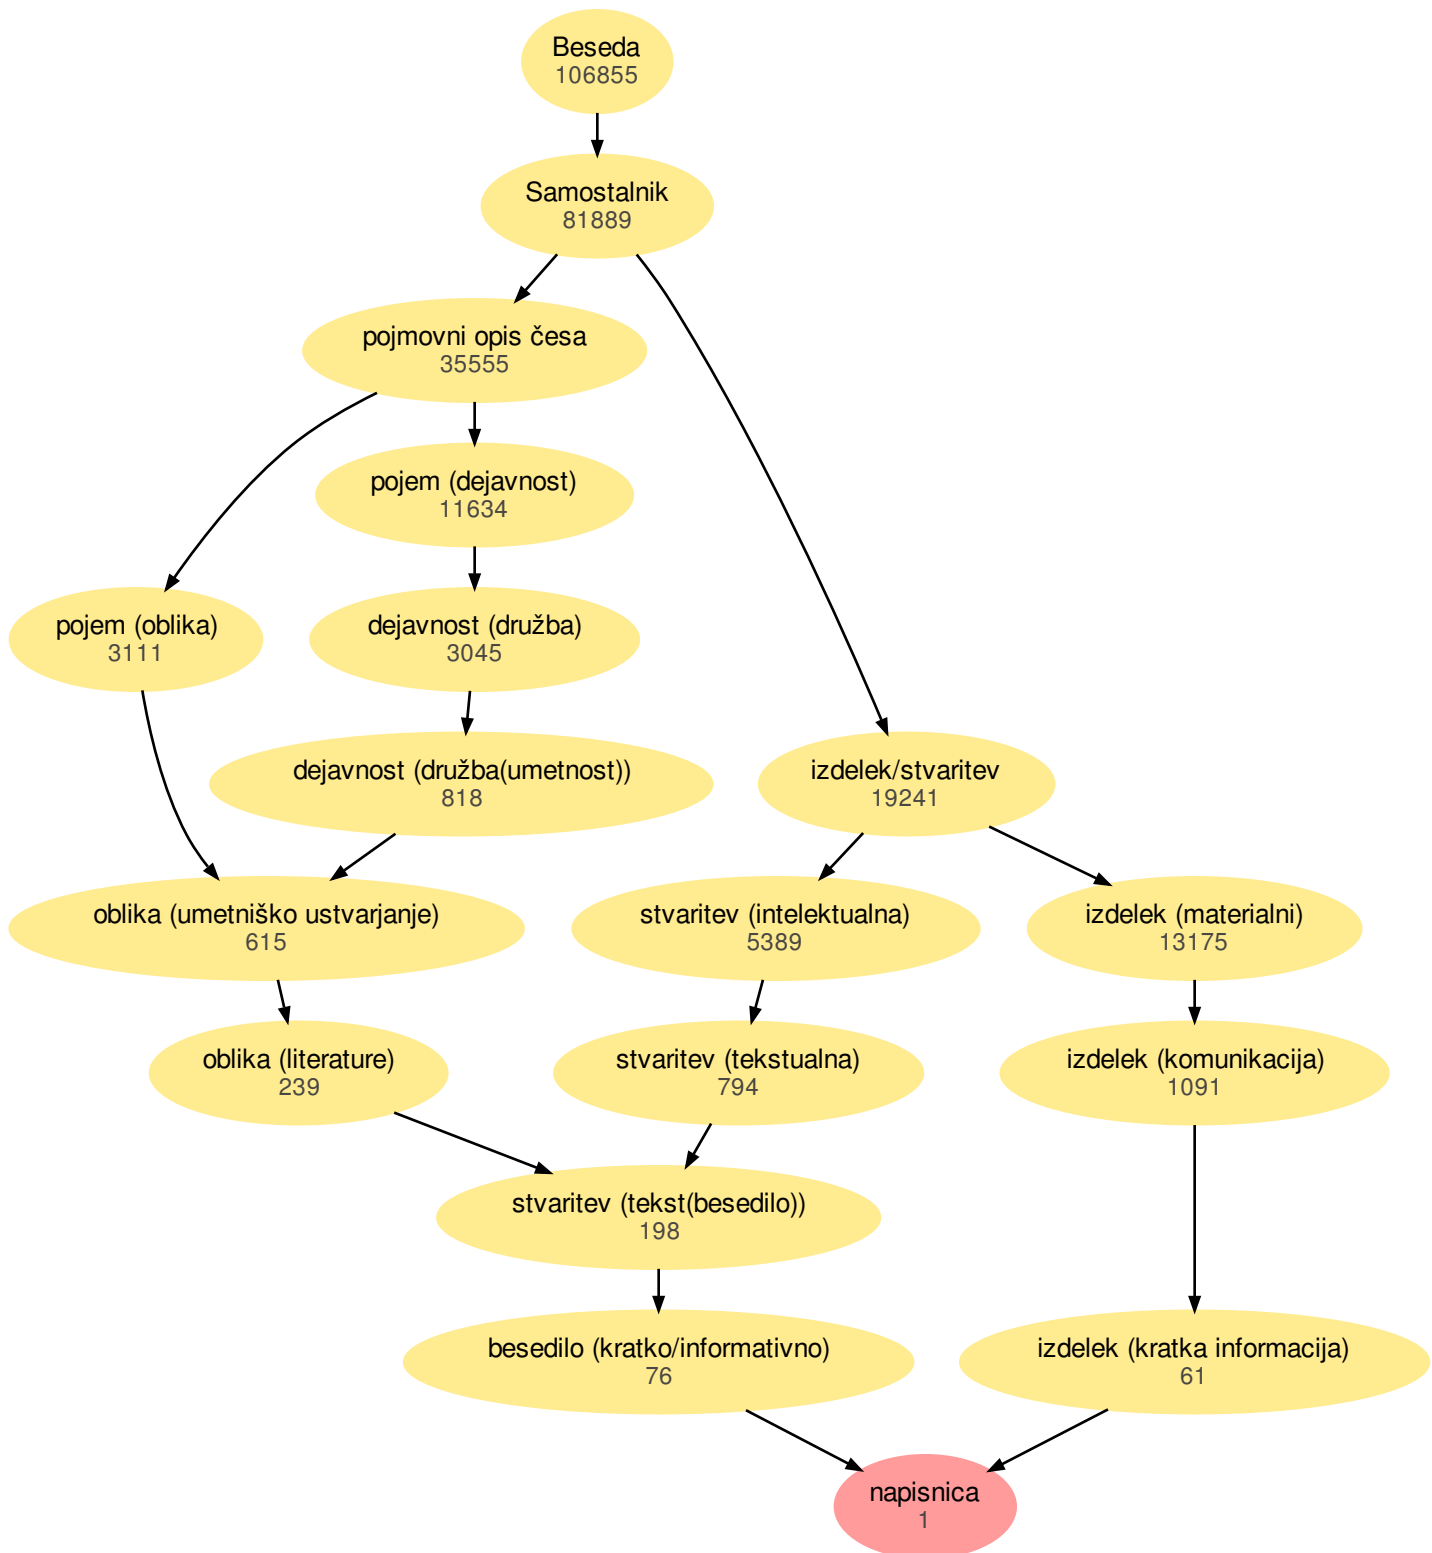 Beseda
106855
Samostalnik
81889
pojmovni opis česa
35555
pojem (dejavnost)
11634
pojem (oblika)
3111
dejavnost (družba)
3045
dejavnost (družba(umetnost))
818
izdelek/stvaritev
19241
oblika (umetniško ustvarjanje)
615
stvaritev (intelektualna)
5389
izdelek (materialni)
13175
oblika (literature)
239
stvaritev (tekstualna)
794
izdelek (komunikacija)
1091
stvaritev (tekst(besedilo))
198
besedilo (kratko/informativno)
76
izdelek (kratka informacija)
61
napisnica
1